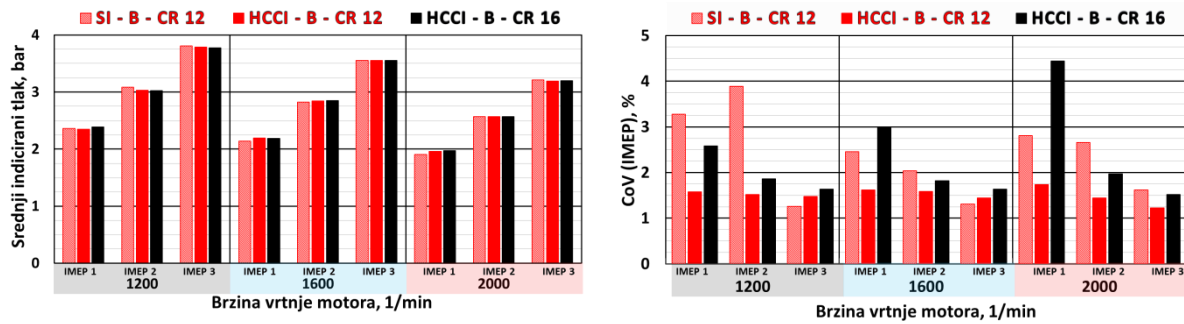 SI - B - CR 12 HCCI - B - CR 12 HCCI - B - CR 16
Srednji indicirani tlak, bar
4
3
2
1
0
IMEP 1 IMEP 2 IMEP 3 IMEP 1 IMEP 2 IMEP 3 IMEP 1 IMEP 2 IMEP 3
1200 1600 2000
Brzina vrtnje motora, 1/min
SI - B - CR 12 HCCI - B - CR 12 HCCI - B - CR 16
CoV (IMEP), %
5
4
3
2
1
0
IMEP 1 IMEP 2 IMEP 3 IMEP 1 IMEP 2 IMEP 3 IMEP 1 IMEP 2 IMEP 3
1200 1600 2000
Brzina vrtnje motora, 1/min